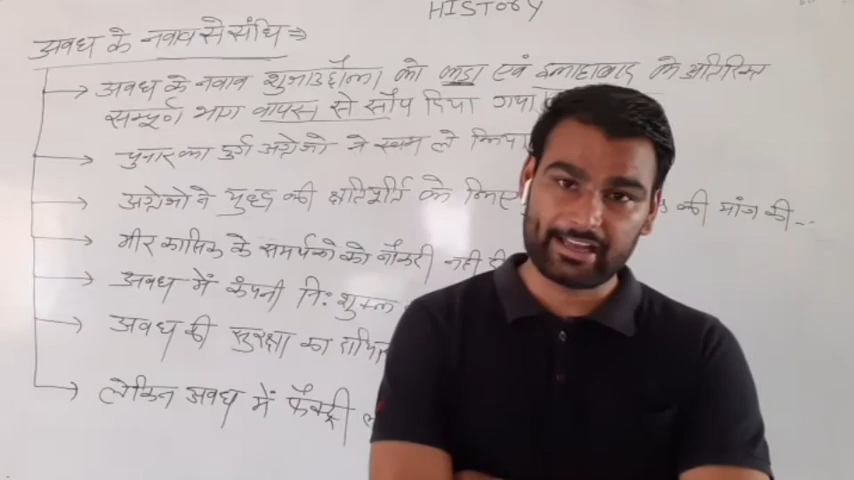 HISTORY
अवध के नवाव से संधि ⇒
अवध के नवाव शुजाउद्दौला को कड़ा एवं इलाहावाद के अतिरिक्त
सम्पूर्ण भाग वापस से सौंप दिया गया
चुनार का दुर्ग अंग्रेजो ने स्वम ले लिया
अंग्रेजो ने युद्ध की क्षतिपूर्ति के लिए की मांग की...
मीर कासिम के समर्थको को नौकरी नही
अवध में कंपनी नि: शुल्क
अवध की सुरक्षा का
लेकिन अवध में फैक्ट्री